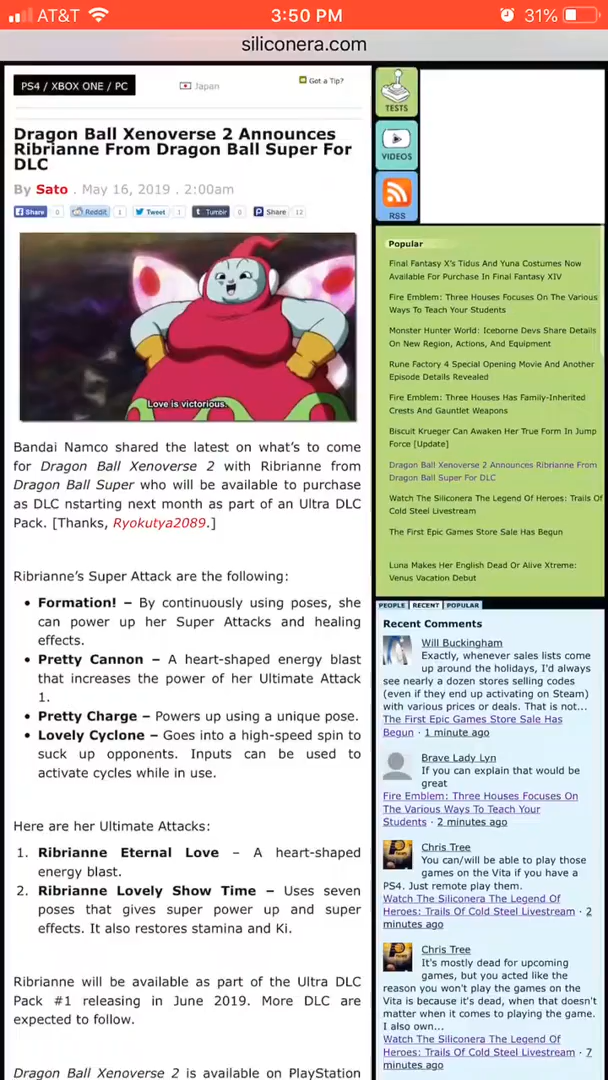 AT&T 3:50 PM 31%
siliconera.com
PS4 / XBOX ONE / PC
Japan
Got a Tip?
Dragon Ball Xenoverse 2 Announces
Ribrianne From Dragon Ball Super For
DLC
By Sato . May 16, 2019 . 2:00am
Share 0 Reddit 1 Tweet 1 Tumblr 0 Share 12
Love is victorious.
Bandai Namco shared the latest on what's to come
for Dragon Ball Xenoverse 2 with Ribrianne from
Dragon Ball Super who will be available to purchase
as DLC nstarting next month as part of an Ultra DLC
Pack. [Thanks, Ryokutya2089.]
Ribrianne's Super Attack are the following:
• Formation! – By continuously using poses, she
can power up her Super Attacks and healing
effects.
• Pretty Cannon – A heart-shaped energy blast
that increases the power of her Ultimate Attack
1.
• Pretty Charge – Powers up using a unique pose.
• Lovely Cyclone – Goes into a high-speed spin to
suck up opponents. Inputs can be used to
activate cycles while in use.
Here are her Ultimate Attacks:
1. Ribrianne Eternal Love – A heart-shaped
energy blast.
2. Ribrianne Lovely Show Time – Uses seven
poses that gives super power up and super
effects. It also restores stamina and Ki.
Ribrianne will be available as part of the Ultra DLC
Pack #1 releasing in June 2019. More DLC are
expected to follow.
Dragon Ball Xenoverse 2 is available on PlayStation
TESTS
VIDEOS
RSS
Popular
Final Fantasy X's Tidus And Yuna Costumes Now
Available For Purchase In Final Fantasy XIV
Fire Emblem: Three Houses Focuses On The Various
Ways To Teach Your Students
Monster Hunter World: Iceborne Devs Share Details
On New Region, Actions, And Equipment
Rune Factory 4 Special Opening Movie And Another
Episode Details Revealed
Fire Emblem: Three Houses Has Family-Inherited
Crests And Gauntlet Weapons
Biscuit Krueger Can Awaken Her True Form In Jump
Force [Update]
Dragon Ball Xenoverse 2 Announces Ribrianne From
Dragon Ball Super For DLC
Watch The Siliconera The Legend Of Heroes: Trails Of
Cold Steel Livestream
The First Epic Games Store Sale Has Begun
Luna Makes Her English Dead Or Alive Xtreme:
Venus Vacation Debut
PEOPLE RECENT POPULAR
Recent Comments
Will Buckingham
Exactly, whenever sales lists come
up around the holidays, I'd always
see nearly a dozen stores selling codes
(even if they end up activating on Steam)
with various prices or deals. That is not...
The First Epic Games Store Sale Has
Begun · 1 minute ago
Brave Lady Lyn
If you can explain that would be
great
Fire Emblem: Three Houses Focuses On
The Various Ways To Teach Your
Students · 2 minutes ago
Chris Tree
You can/will be able to play those
games on the Vita if you have a
PS4. Just remote play them.
Watch The Siliconera The Legend Of
Heroes: Trails Of Cold Steel Livestream · 2
minutes ago
Chris Tree
It's mostly dead for upcoming
games, but you acted like the
reason you won't play the games on the
Vita is because it's dead, when that doesn't
matter when it comes to playing the game.
I also own...
Watch The Siliconera The Legend Of
Heroes: Trails Of Cold Steel Livestream · 7
minutes ago